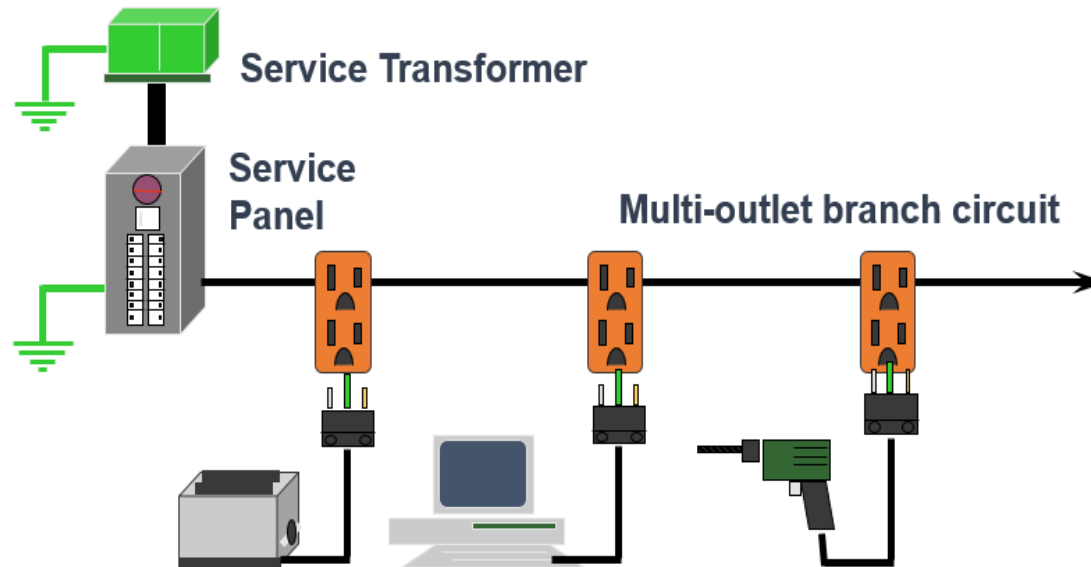 Service Transformer
Service
Panel
Multi-outlet branch circuit